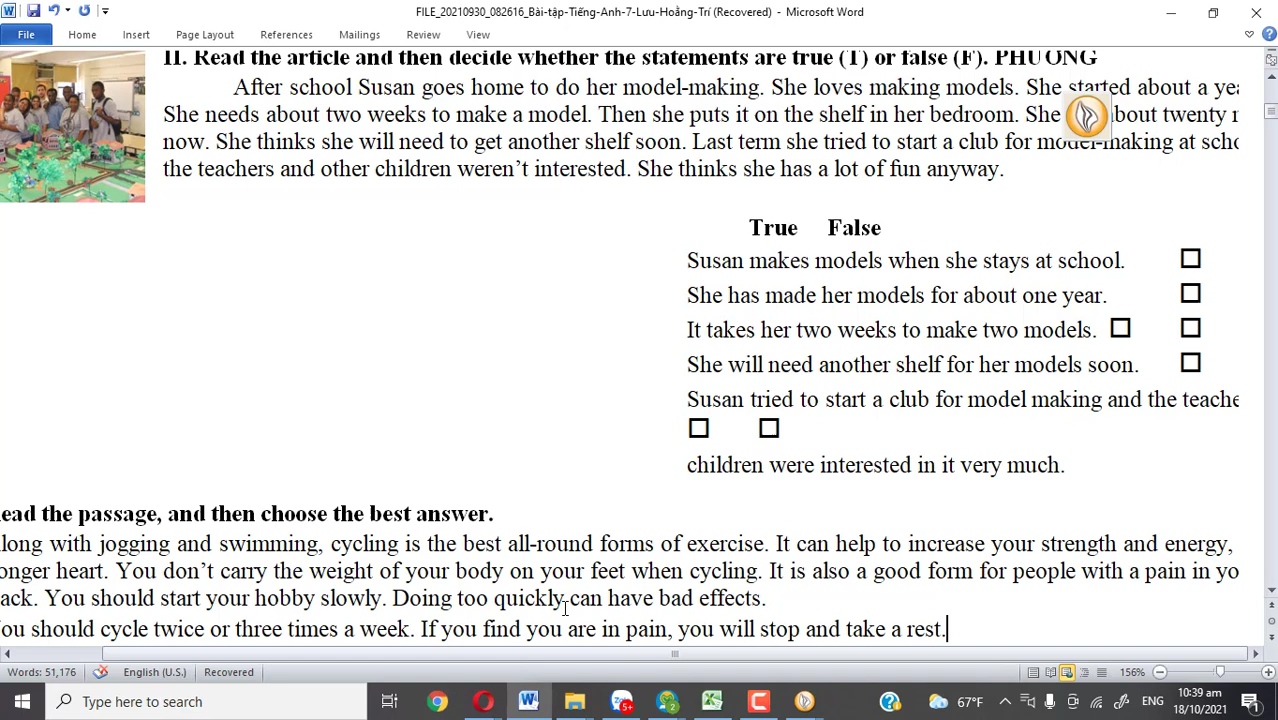 FILE_20210930_082616_Bài-tập-Tiếng-Anh-7-Lưu-Hoằng-Trí (Recovered) - Microsoft Word
File Home Insert Page Layout References Mailings Review View
II. Read the article and then decide whether the statements are true (T) or false (F). PHUONG
After school Susan goes home to do her model-making. She loves making models. She started about a yea
She needs about two weeks to make a model. Then she puts it on the shelf in her bedroom. She about twenty
now. She thinks she will need to get another shelf soon. Last term she tried to start a club for model-making at scho
the teachers and other children weren’t interested. She thinks she has a lot of fun anyway.
True False
Susan makes models when she stays at school. ☐
She has made her models for about one year. ☐
It takes her two weeks to make two models. ☐ ☐
She will need another shelf for her models soon. ☐
Susan tried to start a club for model making and the teache
☐ ☐
children were interested in it very much.
ead the passage, and then choose the best answer.
long with jogging and swimming, cycling is the best all-round forms of exercise. It can help to increase your strength and energy,
onger heart. You don’t carry the weight of your body on your feet when cycling. It is also a good form for people with a pain in yo
ack. You should start your hobby slowly. Doing too quickly can have bad effects.
ou should cycle twice or three times a week. If you find you are in pain, you will stop and take a rest.
Words: 51,176 English (U.S.) Recovered 156%
Type here to search 5+ 2 67°F ENG 10:39 am
18/10/2021 1